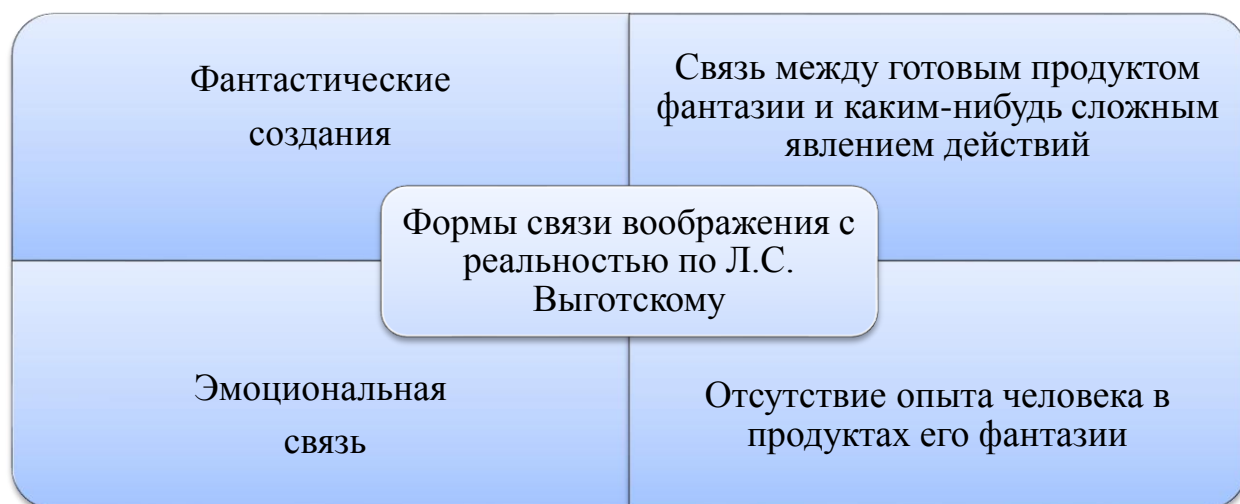 Фантастические
создания
Связь между готовым продуктом
фантазии и каким-нибудь сложным
явлением действий
Формы связи воображения с
реальностью по Л.С.
Выготскому
Эмоциональная
связь
Отсутствие опыта человека в
продуктах его фантазии